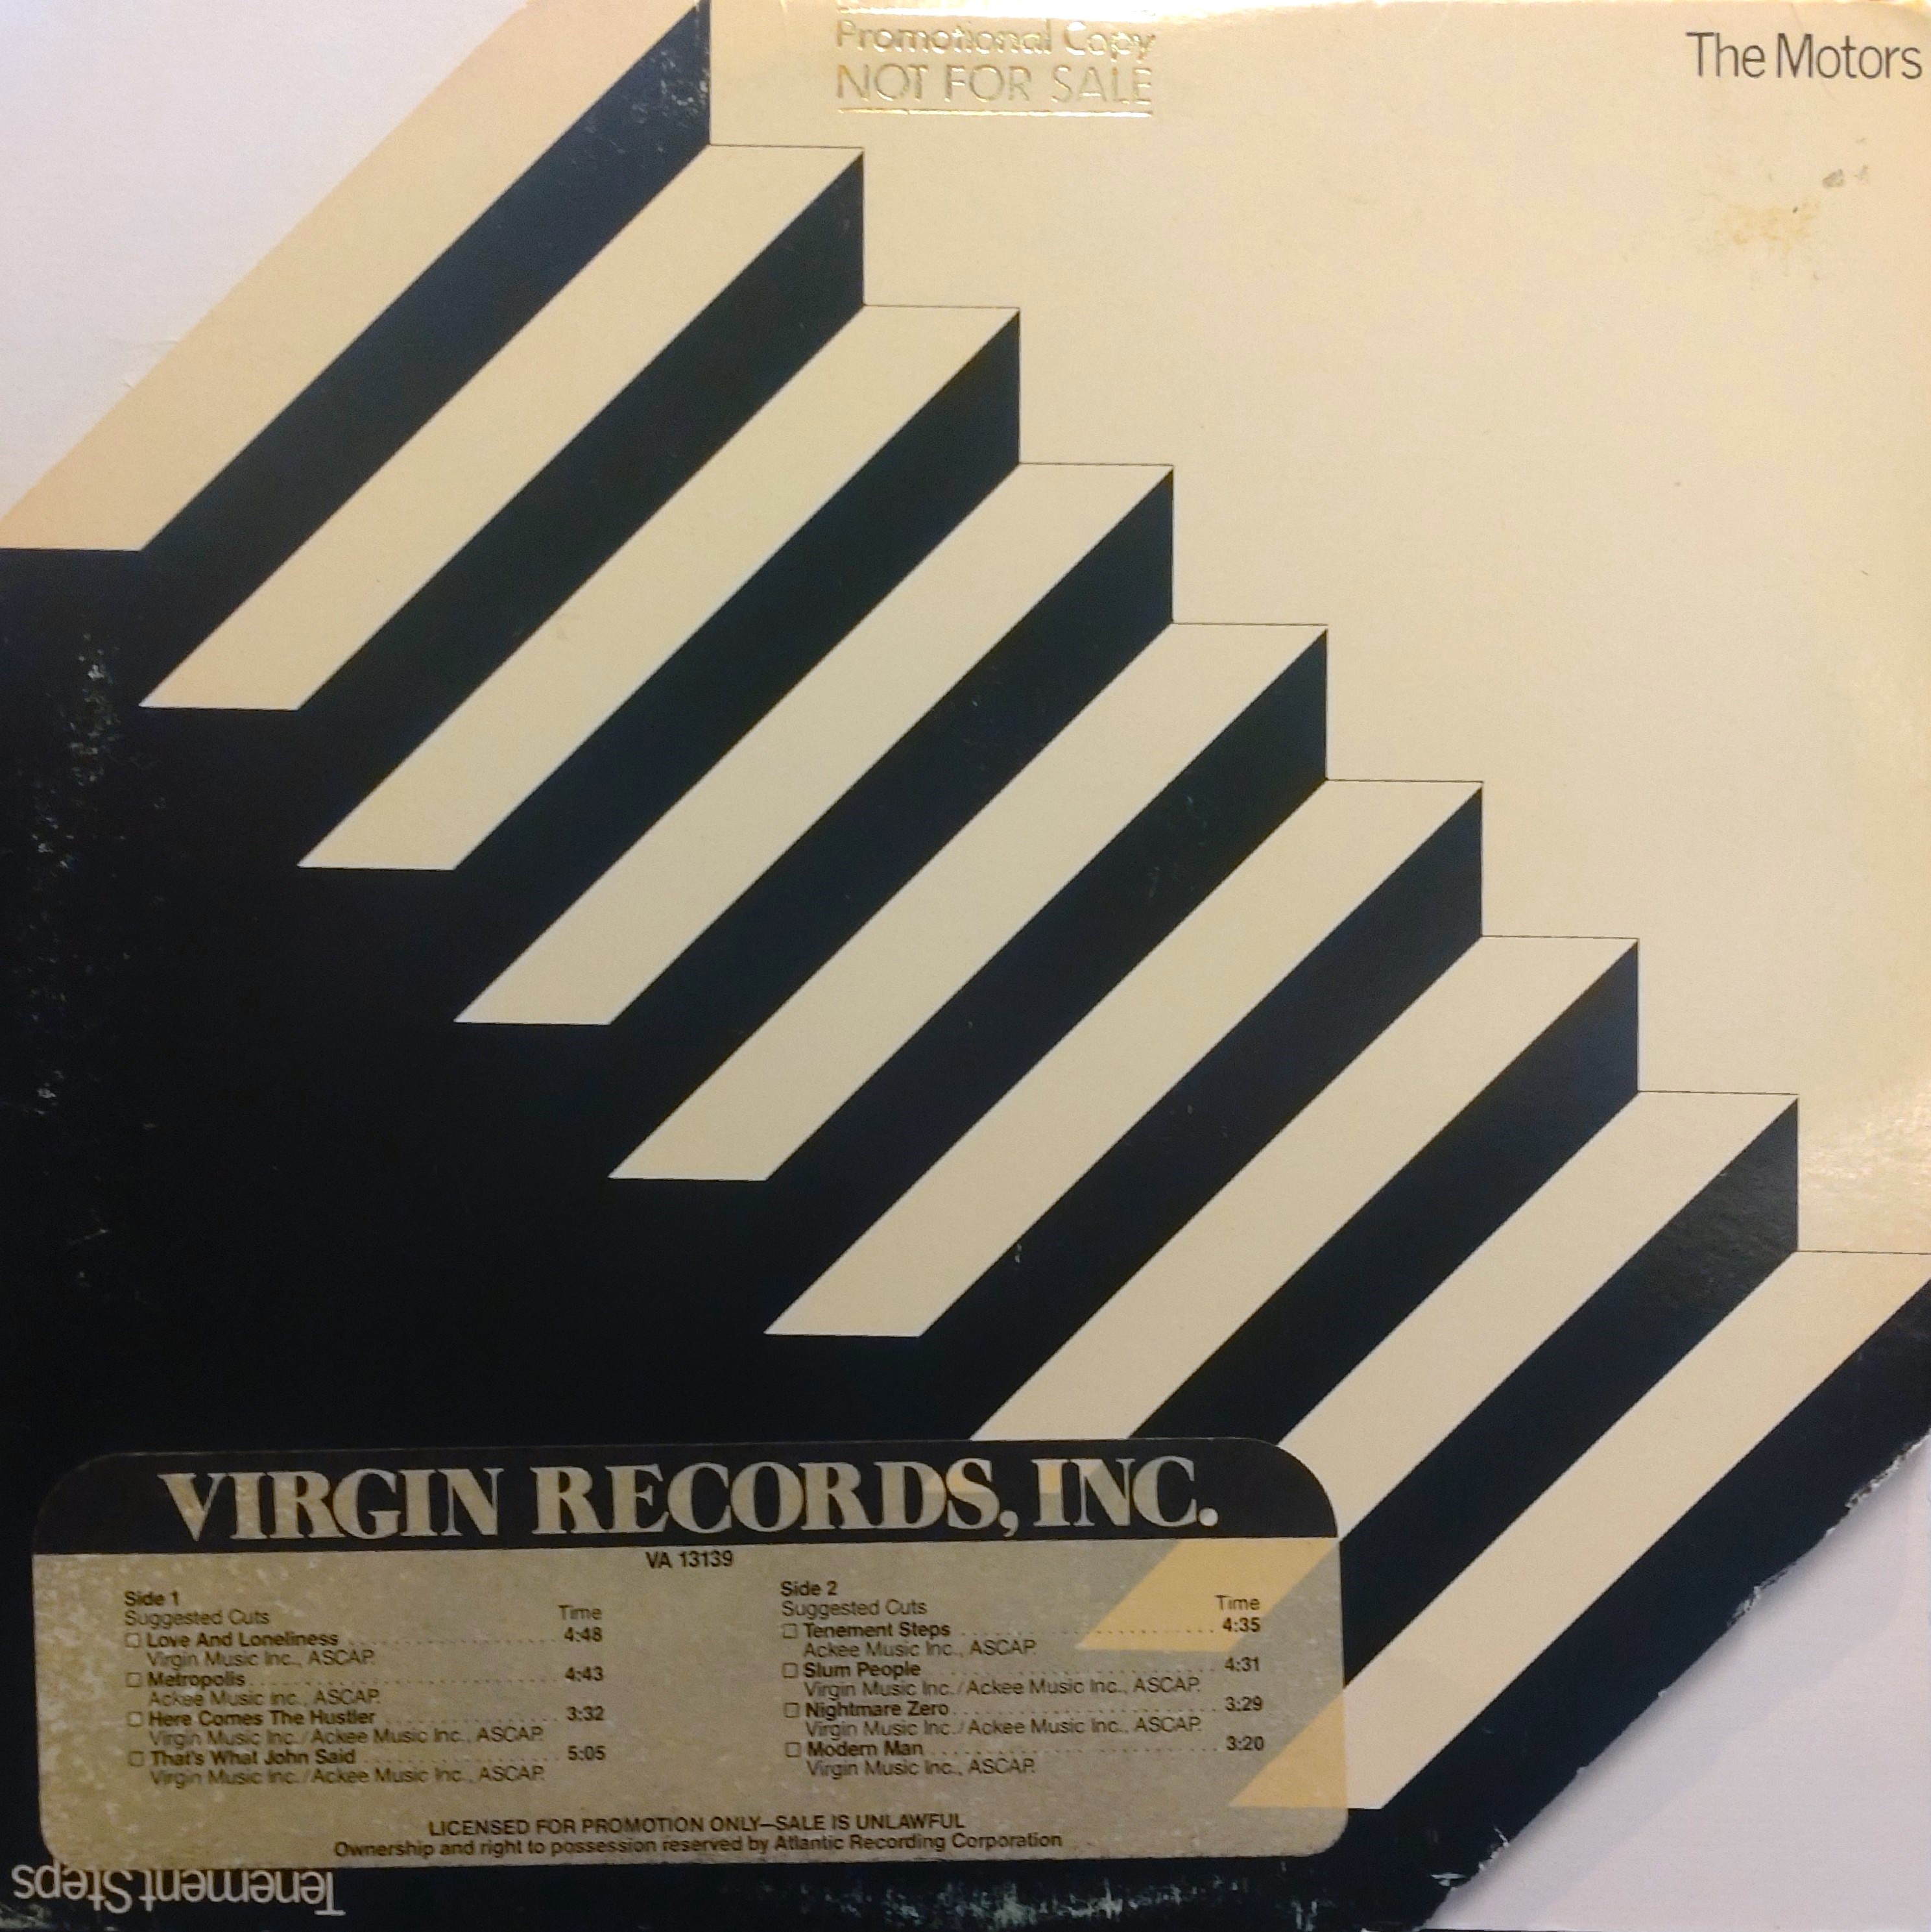 Promotional Copy
NOT FOR SALE
The Motors
VIRGIN RECORDS, INC.
VA 13139
Side 1
Suggested Cuts Time
Love And Loneliness 4:48
Virgin Music Inc., ASCAP.
Metropolis 4:43
Ackee Music Inc., ASCAP.
Here Comes The Hustler 3:32
Virgin Music Inc./Ackee Music Inc., ASCAP.
That's What John Said 5:05
Virgin Music Inc./Ackee Music Inc., ASCAP.
Side 2
Suggested Cuts Time
Tenement Steps 4:35
Ackee Music Inc., ASCAP.
Slum People 4:31
Virgin Music Inc./Ackee Music Inc., ASCAP.
Nightmare Zero 3:29
Virgin Music Inc./Ackee Music Inc., ASCAP.
Modern Man 3:20
Virgin Music Inc., ASCAP.
LICENSED FOR PROMOTION ONLY—SALE IS UNLAWFUL
Ownership and right to possession reserved by Atlantic Recording Corporation
Tenement Steps